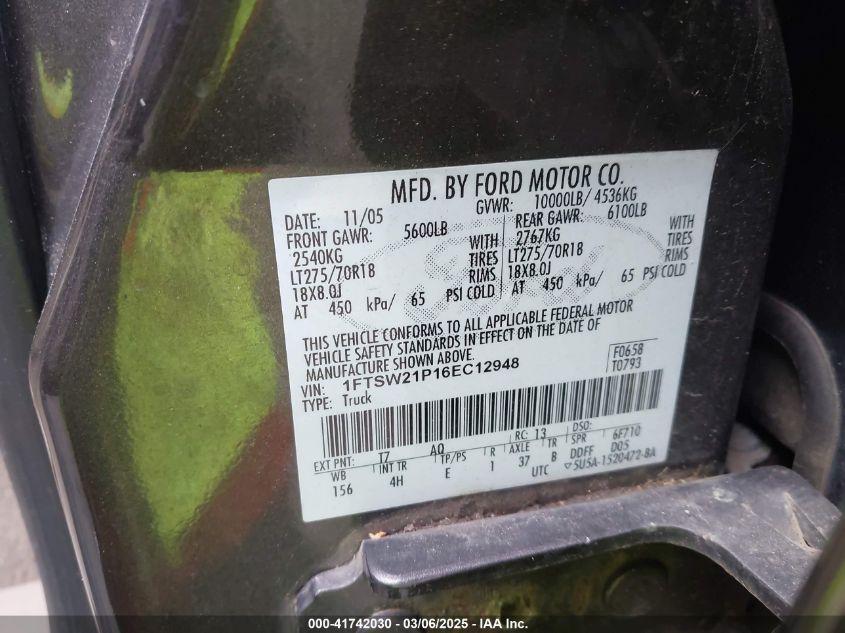 MFD. BY FORD MOTOR CO.
DATE: 11/05 GVWR: 10000LB/ 4536KG
FRONT GAWR: 5600LB REAR GAWR: 6100LB
2540KG WITH 2767KG WITH
LT275/70R18 TIRES LT275/70R18 TIRES
18X8.0J RIMS 18X8.0J RIMS
AT 450 kPa/ 65 PSI COLD AT 450 kPa/ 65 PSI COLD
THIS VEHICLE CONFORMS TO ALL APPLICABLE FEDERAL MOTOR
VEHICLE SAFETY STANDARDS IN EFFECT ON THE DATE OF
MANUFACTURE SHOWN ABOVE.
VIN: 1FTSW21P16EC12948 F0658
TYPE: Truck T0793
EXT PNT: T7 AQ RC: 13 DSO:
WB INT TR TP/PS R AXLE TR SPR 6F710
156 4H E 1 37 B DDFF D05
UTC ▽5U5A-1520472-BA
Ford
000-41742030 - 03/06/2025 - IAA Inc.